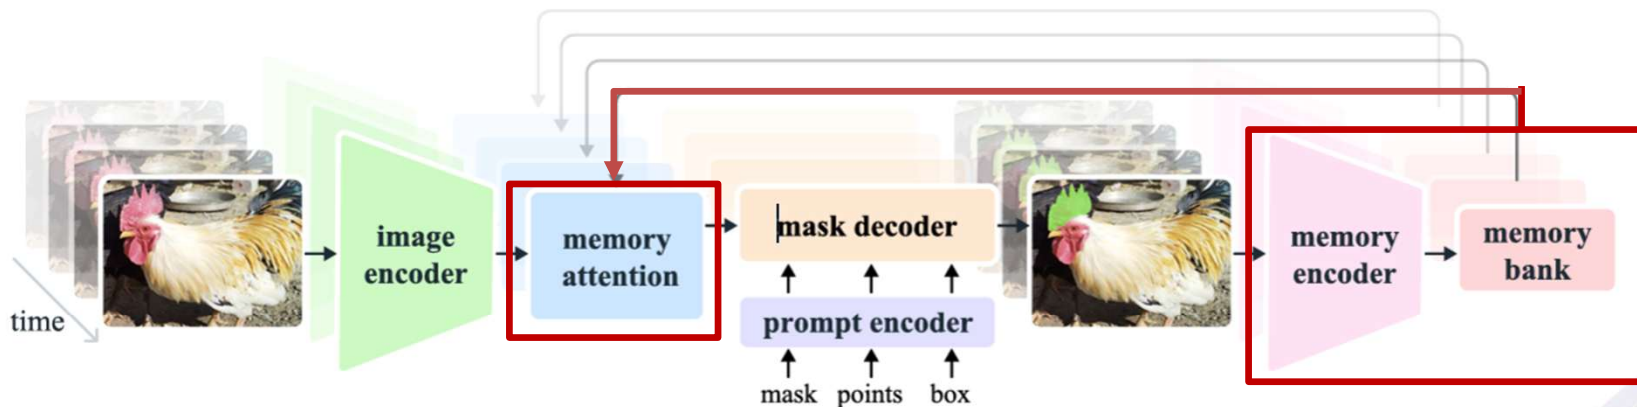 time
image
encoder
memory
attention
mask decoder
prompt encoder
mask points box
memory
encoder
memory
bank